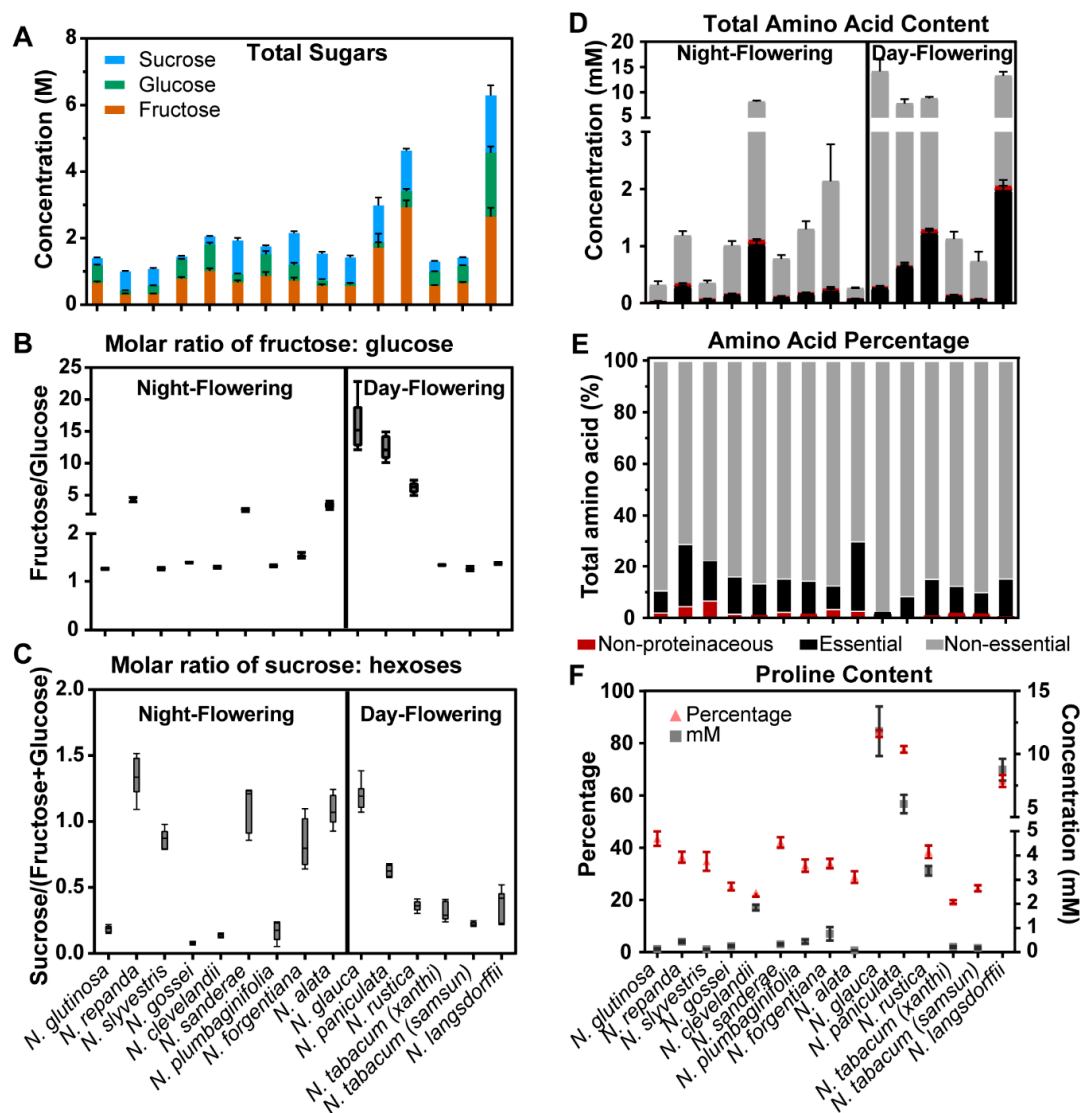 A
Total Sugars
Sucrose
Glucose
Fructose
Concentration (M)
8
6
4
2
0
B
Molar ratio of fructose: glucose
Night-Flowering
Day-Flowering
Fructose/Glucose
25
20
15
10
5
2
1
0
C
Molar ratio of sucrose: hexoses
Night-Flowering
Day-Flowering
Sucrose/(Fructose+Glucose)
2.0
1.5
1.0
0.5
0.0
N. glutinosa
N. repanda
N. slyvestris
N. gossei
N. clevelandii
N. sanderae
N. plumbaginifolia
N. forgentiana
N. alata
N. glauca
N. paniculata
N. rustica
N. tabacum (xanthi)
N. tabacum (samsun)
N. langsdorffii
D
Total Amino Acid Content
Night-Flowering
Day-Flowering
Concentration (mM)
20
15
10
5
3
2
1
0
E
Amino Acid Percentage
Total amino acid (%)
100
80
60
40
20
0
Non-proteinaceous
Essential
Non-essential
F
Proline Content
Percentage
mM
Percentage
100
80
60
40
20
0
15
10
5
5
4
3
2
1
0
Concentration (mM)
N. glutinosa
N. repanda
N. slyvestris
N. gossei
N. clevelandii
N. sanderae
N. plumbaginifolia
N. forgentiana
N. alata
N. glauca
N. paniculata
N. rustica
N. tabacum (xanthi)
N. tabacum (samsun)
N. langsdorffii